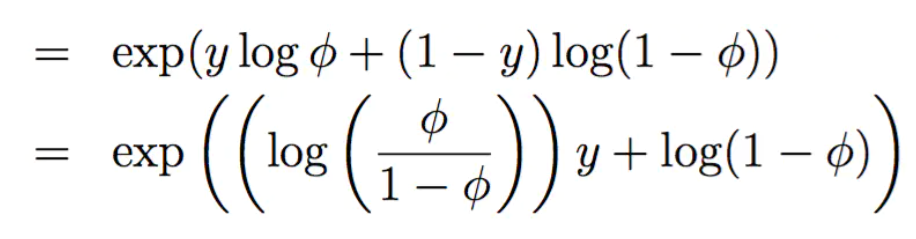 = exp(y log ϕ + (1 − y) log(1 − ϕ))
= exp((log(ϕ/(1 − ϕ))) y + log(1 − ϕ))